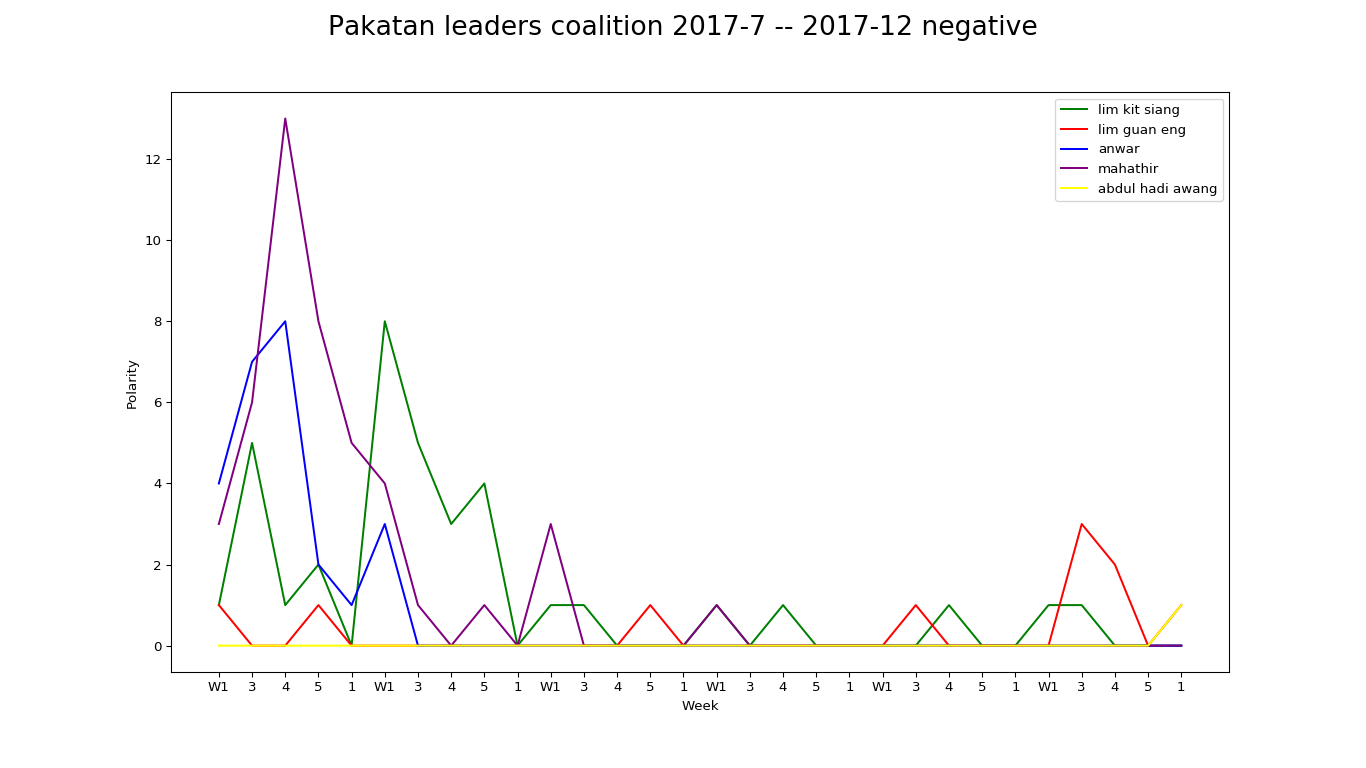 Pakatan leaders coalition 2017-7 -- 2017-12 negative
lim kit siang
lim guan eng
anwar
mahathir
abdul hadi awang
12
10
8
6
4
2
0
Polarity
W1 3 4 5 1 W1 3 4 5 1 W1 3 4 5 1 W1 3 4 5 1 W1 3 4 5 1 W1 3 4 5 1
Week